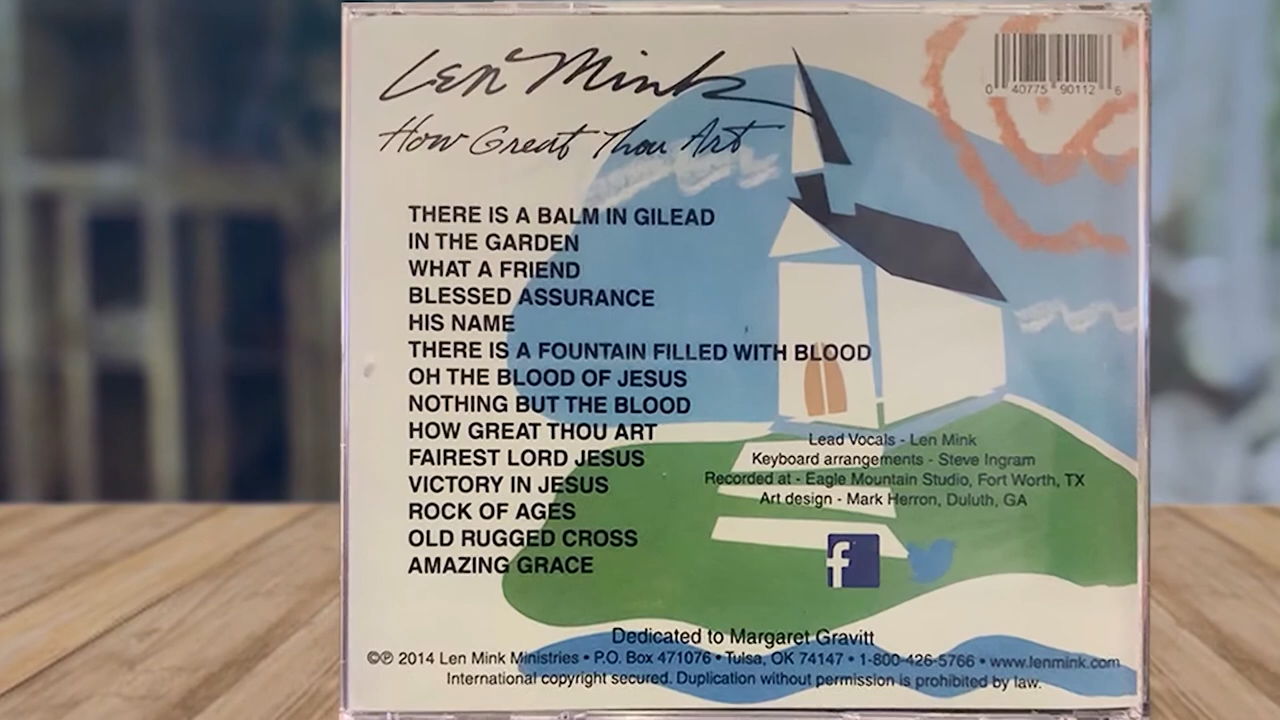 Len Mink
How Great Thou Art
0 40775 90112 6
THERE IS A BALM IN GILEAD
IN THE GARDEN
WHAT A FRIEND
BLESSED ASSURANCE
HIS NAME
THERE IS A FOUNTAIN FILLED WITH BLOOD
OH THE BLOOD OF JESUS
NOTHING BUT THE BLOOD
HOW GREAT THOU ART
FAIREST LORD JESUS
VICTORY IN JESUS
ROCK OF AGES
OLD RUGGED CROSS
AMAZING GRACE
Lead Vocals - Len Mink
Keyboard arrangements - Steve Ingram
Recorded at - Eagle Mountain Studio, Fort Worth, TX
Art design - Mark Herron, Duluth, GA
f
Dedicated to Margaret Gravitt
©℗ 2014 Len Mink Ministries • P.O. Box 471076 • Tulsa, OK 74147 • 1-800-426-5766 • www.lenmink.com
International copyright secured. Duplication without permission is prohibited by law.